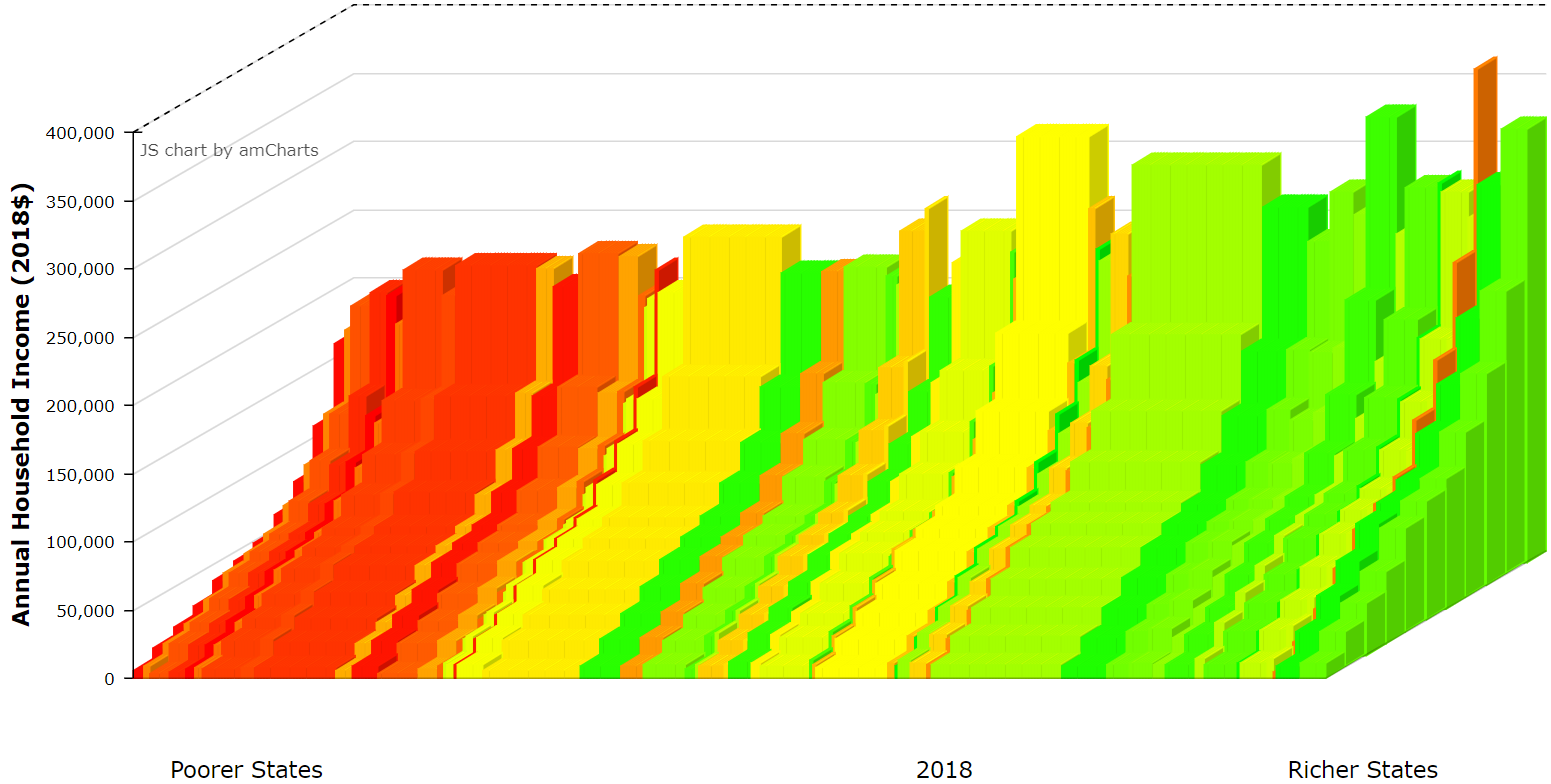 JS chart by amCharts
Annual Household Income (2018$)
400,000
350,000
300,000
250,000
200,000
150,000
100,000
50,000
0
Poorer States
2018
Richer States